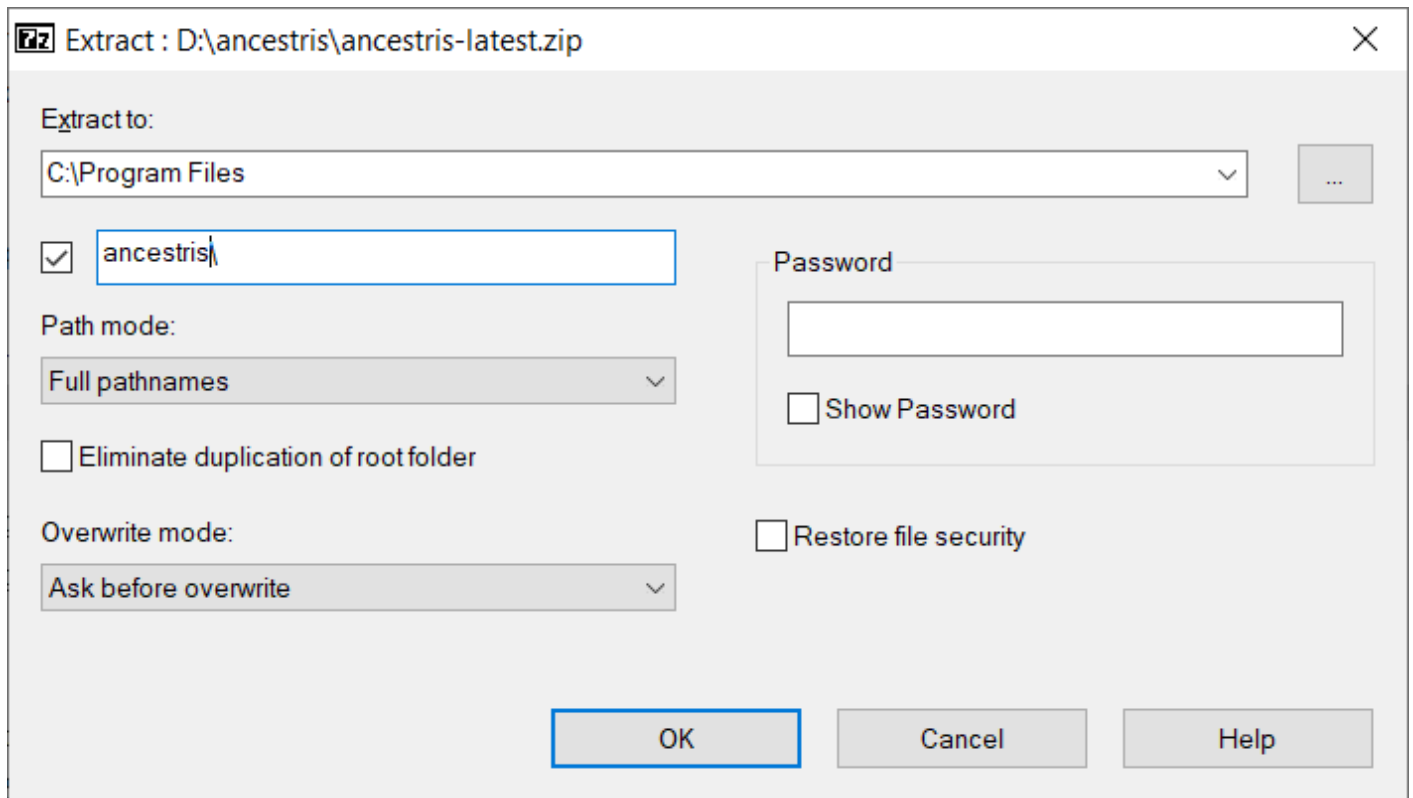 7z Extract : D:\ancestris\ancestris-latest.zip
Extract to:
C:\Program Files
...
ancestris\
Password
Path mode:
Full pathnames
Show Password
Eliminate duplication of root folder
Overwrite mode:
Restore file security
Ask before overwrite
OK
Cancel
Help